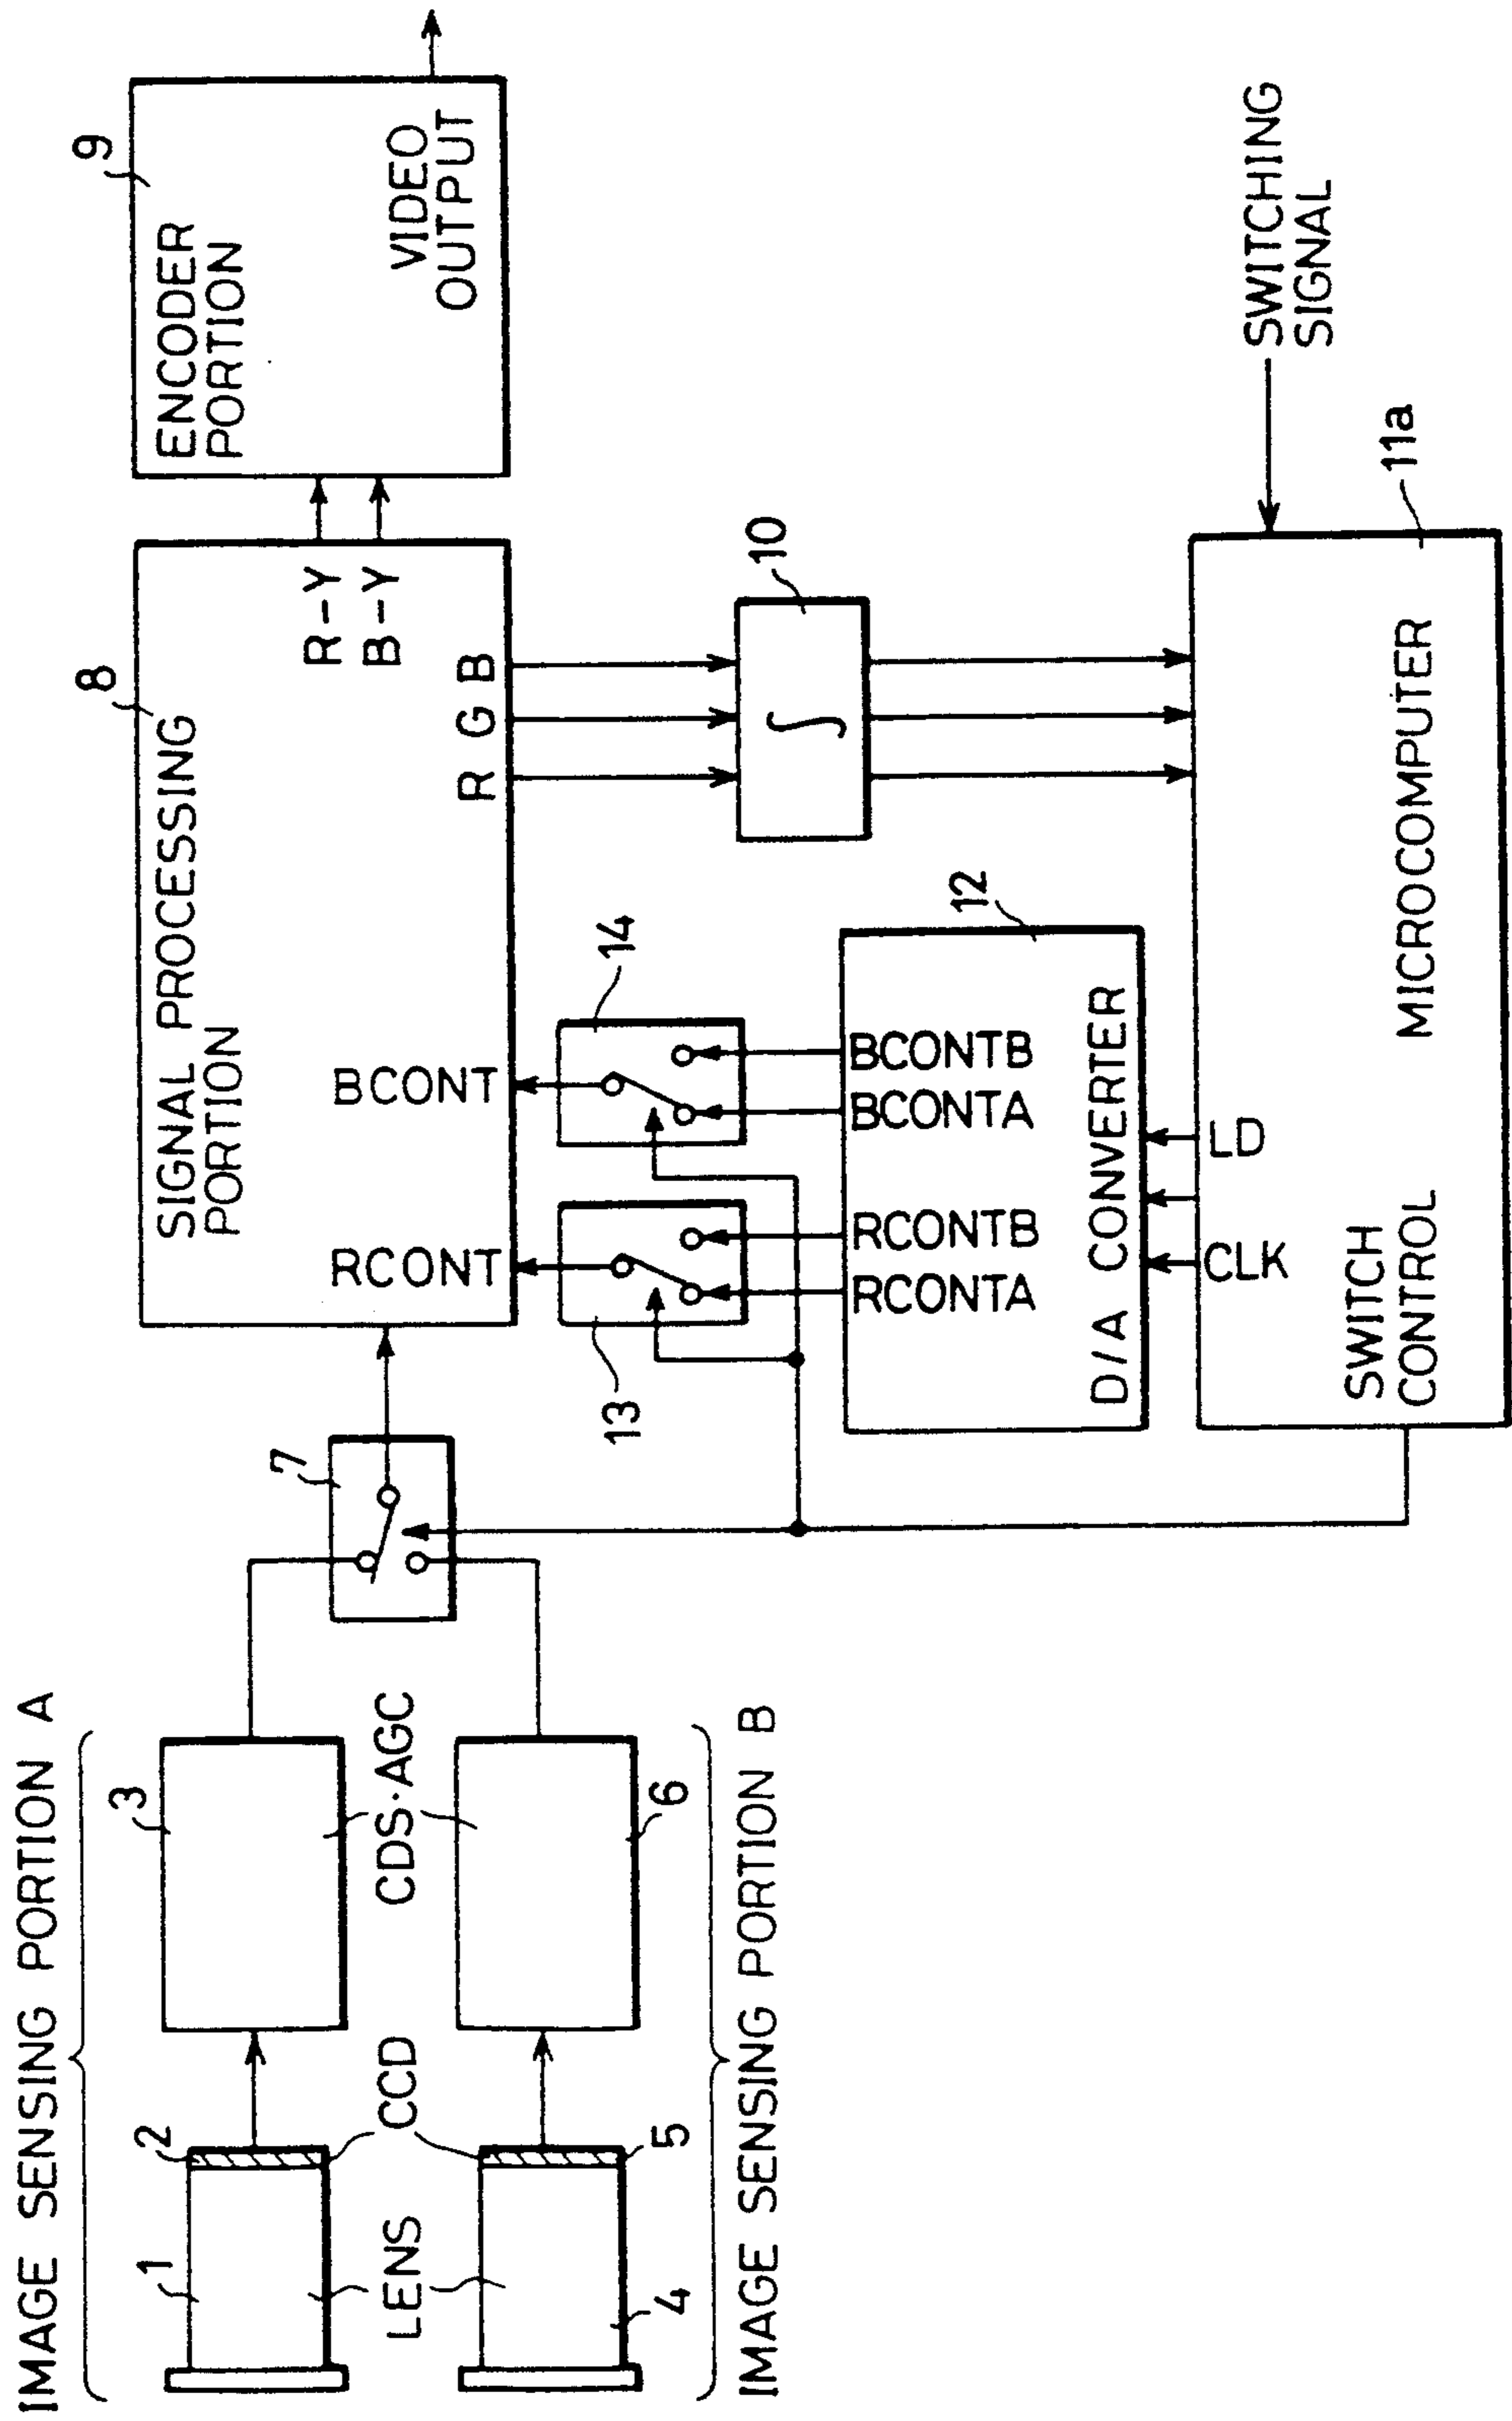 IMAGE SENSING PORTION A
1
2
3
LENS
CCD
CDS·AGC
4
5
6
IMAGE SENSING PORTION B
7
8
SIGNAL PROCESSING
PORTION
R-Y
B-Y
RCONT
BCONT
R
G
B
9
ENCODER
PORTION
VIDEO
OUTPUT
13
14
10
∫
12
RCONTA
RCONTB
BCONTA
BCONTB
D/A CONVERTER
CLK
LD
SWITCH
CONTROL
MICROCOMPUTER
11a
SWITCHING
SIGNAL